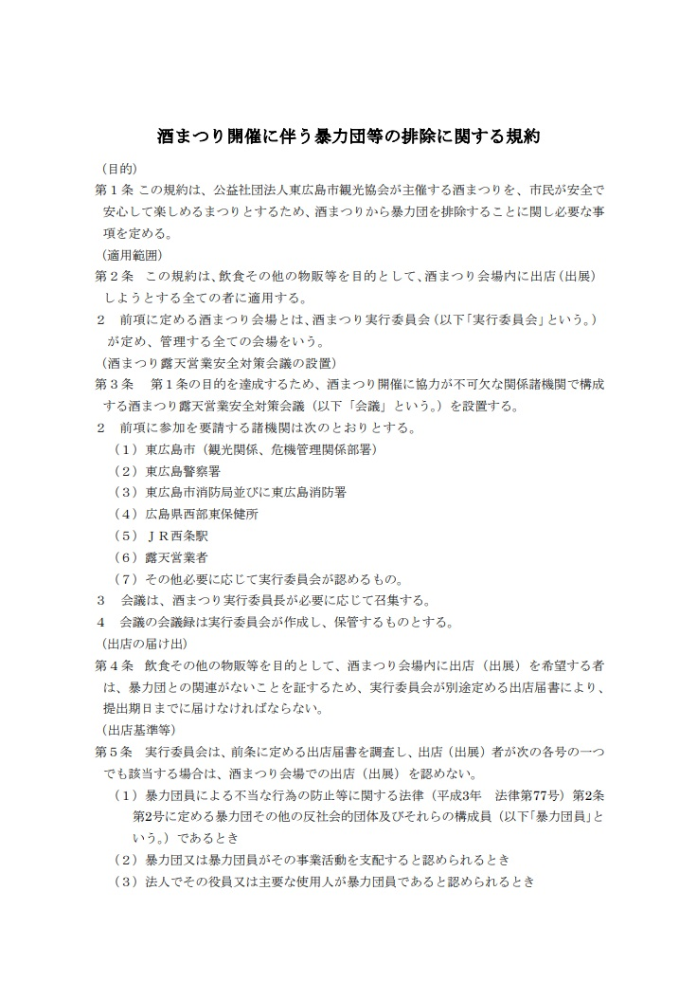 酒まつり開催に伴う暴力団等の排除に関する規約
（目的）
第１条 この規約は、公益社団法人東広島市観光協会が主催する酒まつりを、市民が安全で
安心して楽しめるまつりとするため、酒まつりから暴力団を排除することに関し必要な事
項を定める。
（適用範囲）
第２条　この規約は、飲食その他の物販等を目的として、酒まつり会場内に出店（出展）
しようとする全ての者に適用する。
２　前項に定める酒まつり会場とは、酒まつり実行委員会（以下「実行委員会」という。）
が定め、管理する全ての会場をいう。
（酒まつり露天営業安全対策会議の設置）
第３条　第１条の目的を達成するため、酒まつり開催に協力が不可欠な関係諸機関で構成
する酒まつり露天営業安全対策会議（以下「会議」という。）を設置する。
２　前項に参加を要請する諸機関は次のとおりとする。
（１）東広島市（観光関係、危機管理関係部署）
（２）東広島警察署
（３）東広島市消防局並びに東広島消防署
（４）広島県西部東保健所
（５）ＪＲ西条駅
（６）露天営業者
（７）その他必要に応じて実行委員会が認めるもの。
３　会議は、酒まつり実行委員長が必要に応じて召集する。
４　会議の会議録は実行委員会が作成し、保管するものとする。
（出店の届け出）
第４条　飲食その他の物販等を目的として、酒まつり会場内に出店（出展）を希望する者
は、暴力団との関連がないことを証するため、実行委員会が別途定める出店届書により、
提出期日までに届けなければならない。
（出店基準等）
第５条　実行委員会は、前条に定める出店届書を調査し、出店（出展）者が次の各号の一つ
でも該当する場合は、酒まつり会場での出店（出展）を認めない。
（１）暴力団員による不当な行為の防止等に関する法律（平成3年　法律第77号）第2条
第2号に定める暴力団その他の反社会的団体及びそれらの構成員（以下「暴力団員」と
いう。）であるとき
（２）暴力団又は暴力団員がその事業活動を支配すると認められるとき
（３）法人でその役員又は主要な使用人が暴力団員であると認められるとき